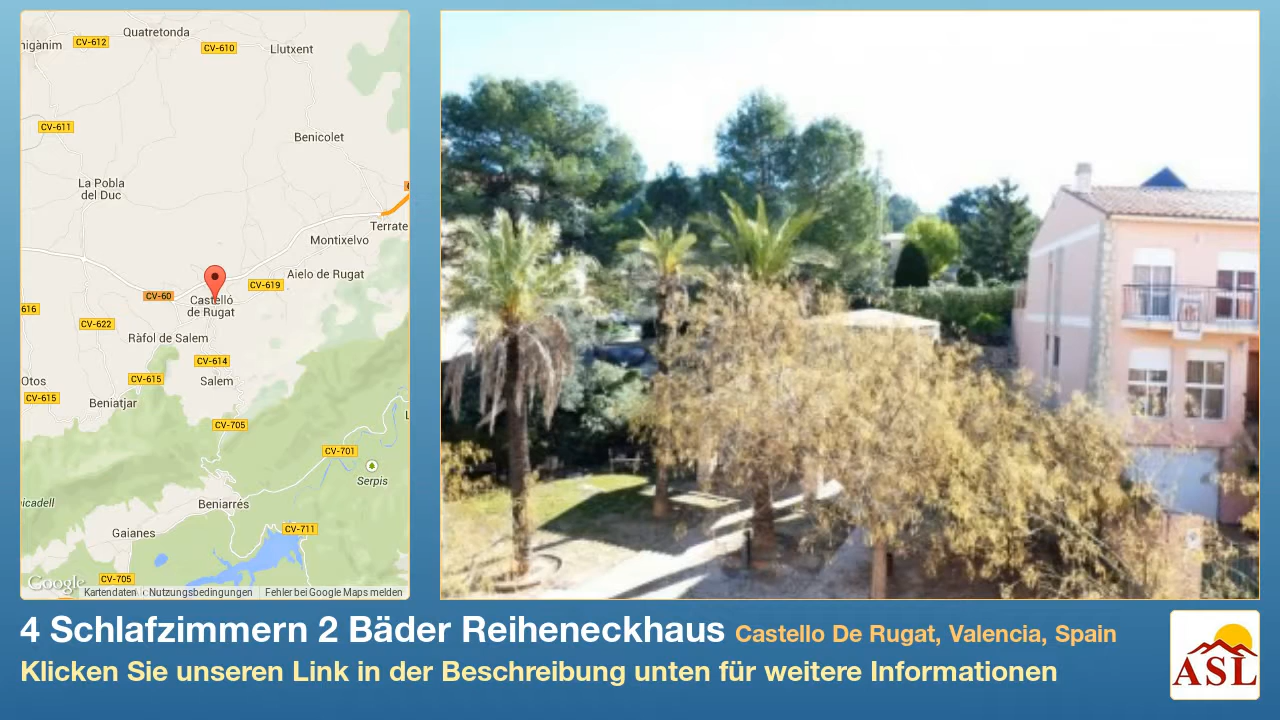 Quatretonda
nigànim
CV-612
CV-610
Llutxent
CV-611
Benicolet
La Pobla
del Duc
Terrate
Montixelvo
Aielo de Rugat
CV-619
CV-60
Castelló
de Rugat
616
CV-622
Ràfol de Salem
CV-614
Otos
CV-615
Salem
CV-615
Beniatjar
CV-705
CV-701
Serpis
nicadell
Beniarrés
Gaianes
CV-711
CV-705
Google
Kartendaten
Nutzungsbedingungen
Fehler bei Google Maps melden
4 Schlafzimmern 2 Bäder Reiheneckhaus Castello De Rugat, Valencia, Spain
Klicken Sie unseren Link in der Beschreibung unten für weitere Informationen
ASL